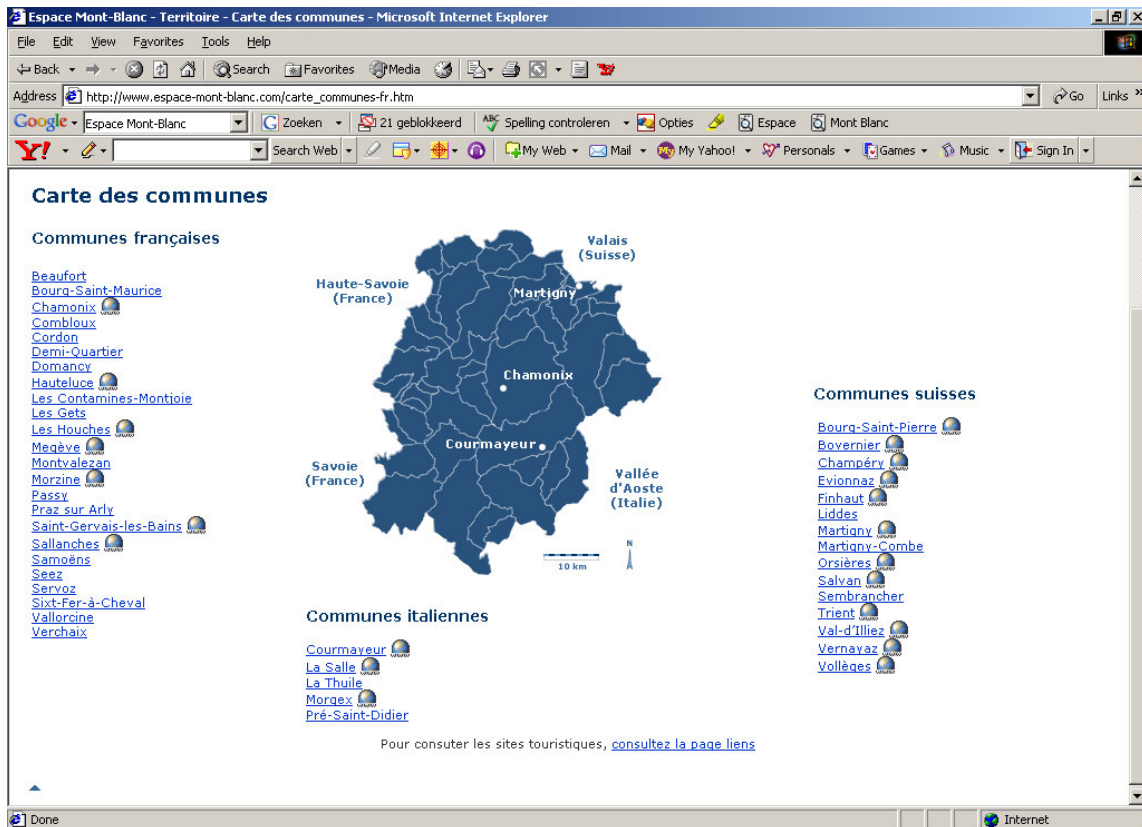 Espace Mont-Blanc - Territoire - Carte des communes - Microsoft Internet Explorer
File Edit View Favorites Tools Help
Back Search Favorites Media
Address http://www.espace-mont-blanc.com/carte_communes-fr.htm Go Links »
Google Espace Mont-Blanc G Zoeken 21 geblokkeerd ABC Spelling controleren Opties Espace Mont Blanc
Y! Search Web My Web Mail My Yahoo! Personals Games Music Sign In
Carte des communes
Communes françaises
Beaufort
Bourg-Saint-Maurice
Chamonix
Combloux
Cordon
Demi-Quartier
Domancy
Hauteluce
Les Contamines-Montjoie
Les Gets
Les Houches
Megève
Montvalezan
Morzine
Passy
Praz sur Arly
Saint-Gervais-les-Bains
Sallanches
Samoëns
Seez
Servoz
Sixt-Fer-à-Cheval
Vallorcine
Verchaix
Valais
(Suisse)
Haute-Savoie
(France)
Martigny
Chamonix
Courmayeur
Savoie
(France)
Vallée
d'Aoste
(Italie)
N
10 km
Communes italiennes
Courmayeur
La Salle
La Thuile
Morgex
Pré-Saint-Didier
Communes suisses
Bourg-Saint-Pierre
Bovernier
Champéry
Evionnaz
Finhaut
Liddes
Martigny
Martigny-Combe
Orsières
Salvan
Sembrancher
Trient
Val-d'Illiez
Vernayaz
Vollèges
Pour consuter les sites touristiques, consultez la page liens
Done Internet